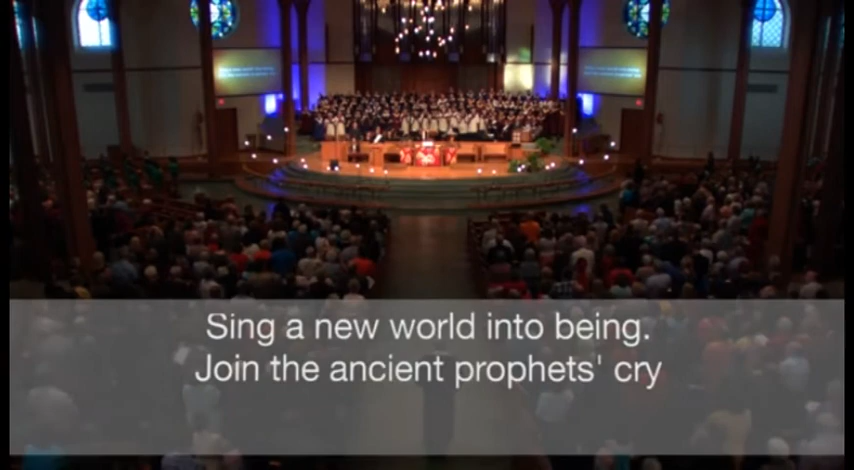 Sing a new world into being.
Join the ancient prophets' cry